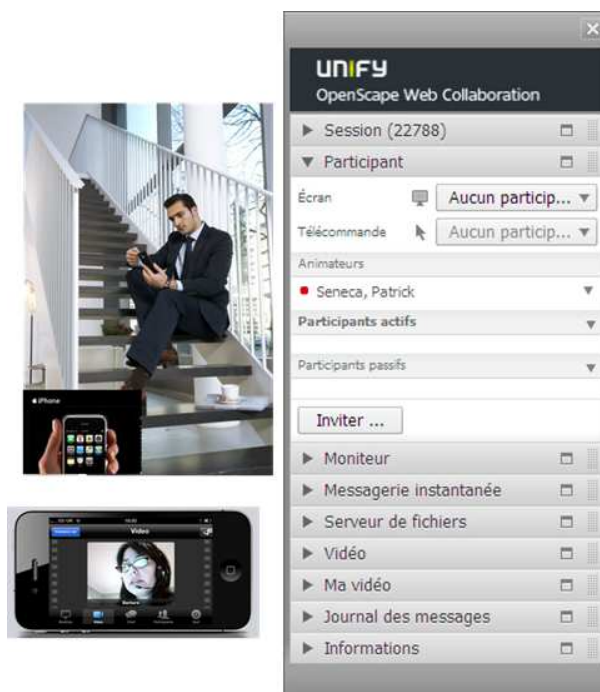 iPhone
Video
UNIFY
OpenScape Web Collaboration
Session (22788)
Participant
Écran
Aucun particip...
Télécommande
Aucun particip...
Animateurs
Seneca, Patrick
Participants actifs
Participants passifs
Inviter ...
Moniteur
Messagerie instantanée
Serveur de fichiers
Vidéo
Ma vidéo
Journal des messages
Informations